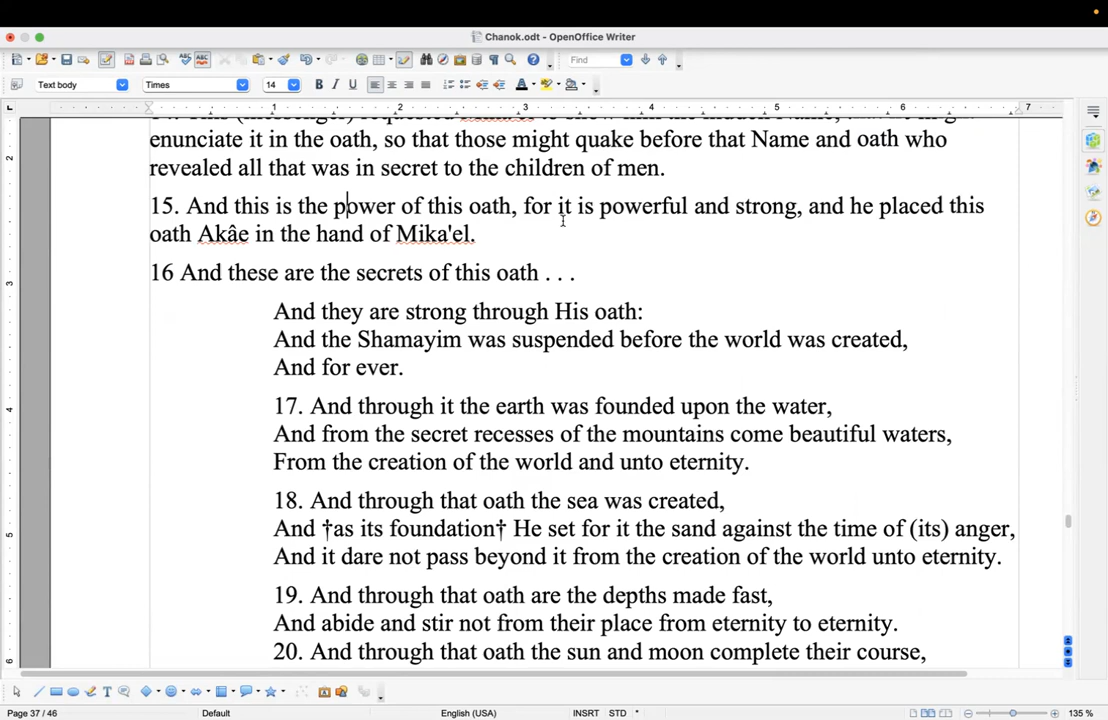 Chanok.odt - OpenOffice Writer
Find
Text body
Times
14
B I U
1 2 3 4 5 6 7
enunciate it in the oath, so that those might quake before that Name and oath who
revealed all that was in secret to the children of men.
15. And this is the power of this oath, for it is powerful and strong, and he placed this
oath Akâe in the hand of Mika'el.
16 And these are the secrets of this oath . . .
And they are strong through His oath:
And the Shamayim was suspended before the world was created,
And for ever.
17. And through it the earth was founded upon the water,
And from the secret recesses of the mountains come beautiful waters,
From the creation of the world and unto eternity.
18. And through that oath the sea was created,
And †as its foundation† He set for it the sand against the time of (its) anger,
And it dare not pass beyond it from the creation of the world unto eternity.
19. And through that oath are the depths made fast,
And abide and stir not from their place from eternity to eternity.
20. And through that oath the sun and moon complete their course,
Page 37 / 46
Default
English (USA)
INSRT
STD
*
135 %